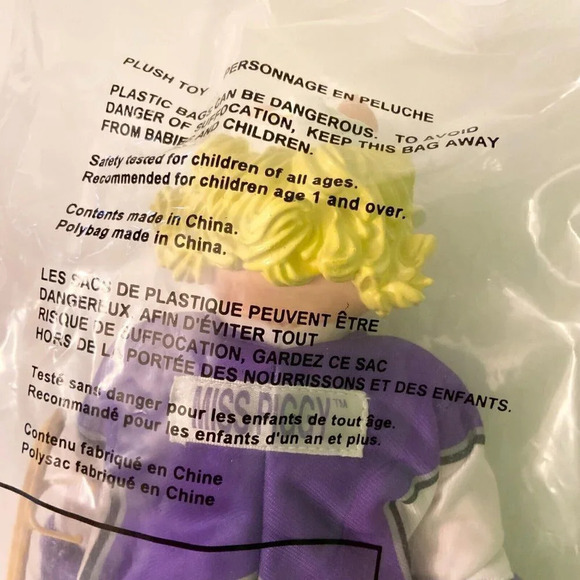 PLUSH TOY PERSONNAGE EN PELUCHE
PLASTIC BAGS CAN BE DANGEROUS. TO AVOID
DANGER OF SUFFOCATION, KEEP THIS BAG AWAY
FROM BABIES AND CHILDREN.
Safety tested for children of all ages.
Recommended for children age 1 and over.
Contents made in China.
Polybag made in China.
LES SACS DE PLASTIQUE PEUVENT ÊTRE
DANGEREUX. AFIN D'ÉVITER TOUT
RISQUE DE SUFFOCATION, GARDEZ CE SAC
HORS DE LA PORTÉE DES NOURRISSONS ET DES ENFANTS.
MISS PIGGY™
Testé sans danger pour les enfants de tout âge.
Recommandé pour les enfants d'un an et plus.
Contenu fabriqué en Chine
Polysac fabriqué en Chine